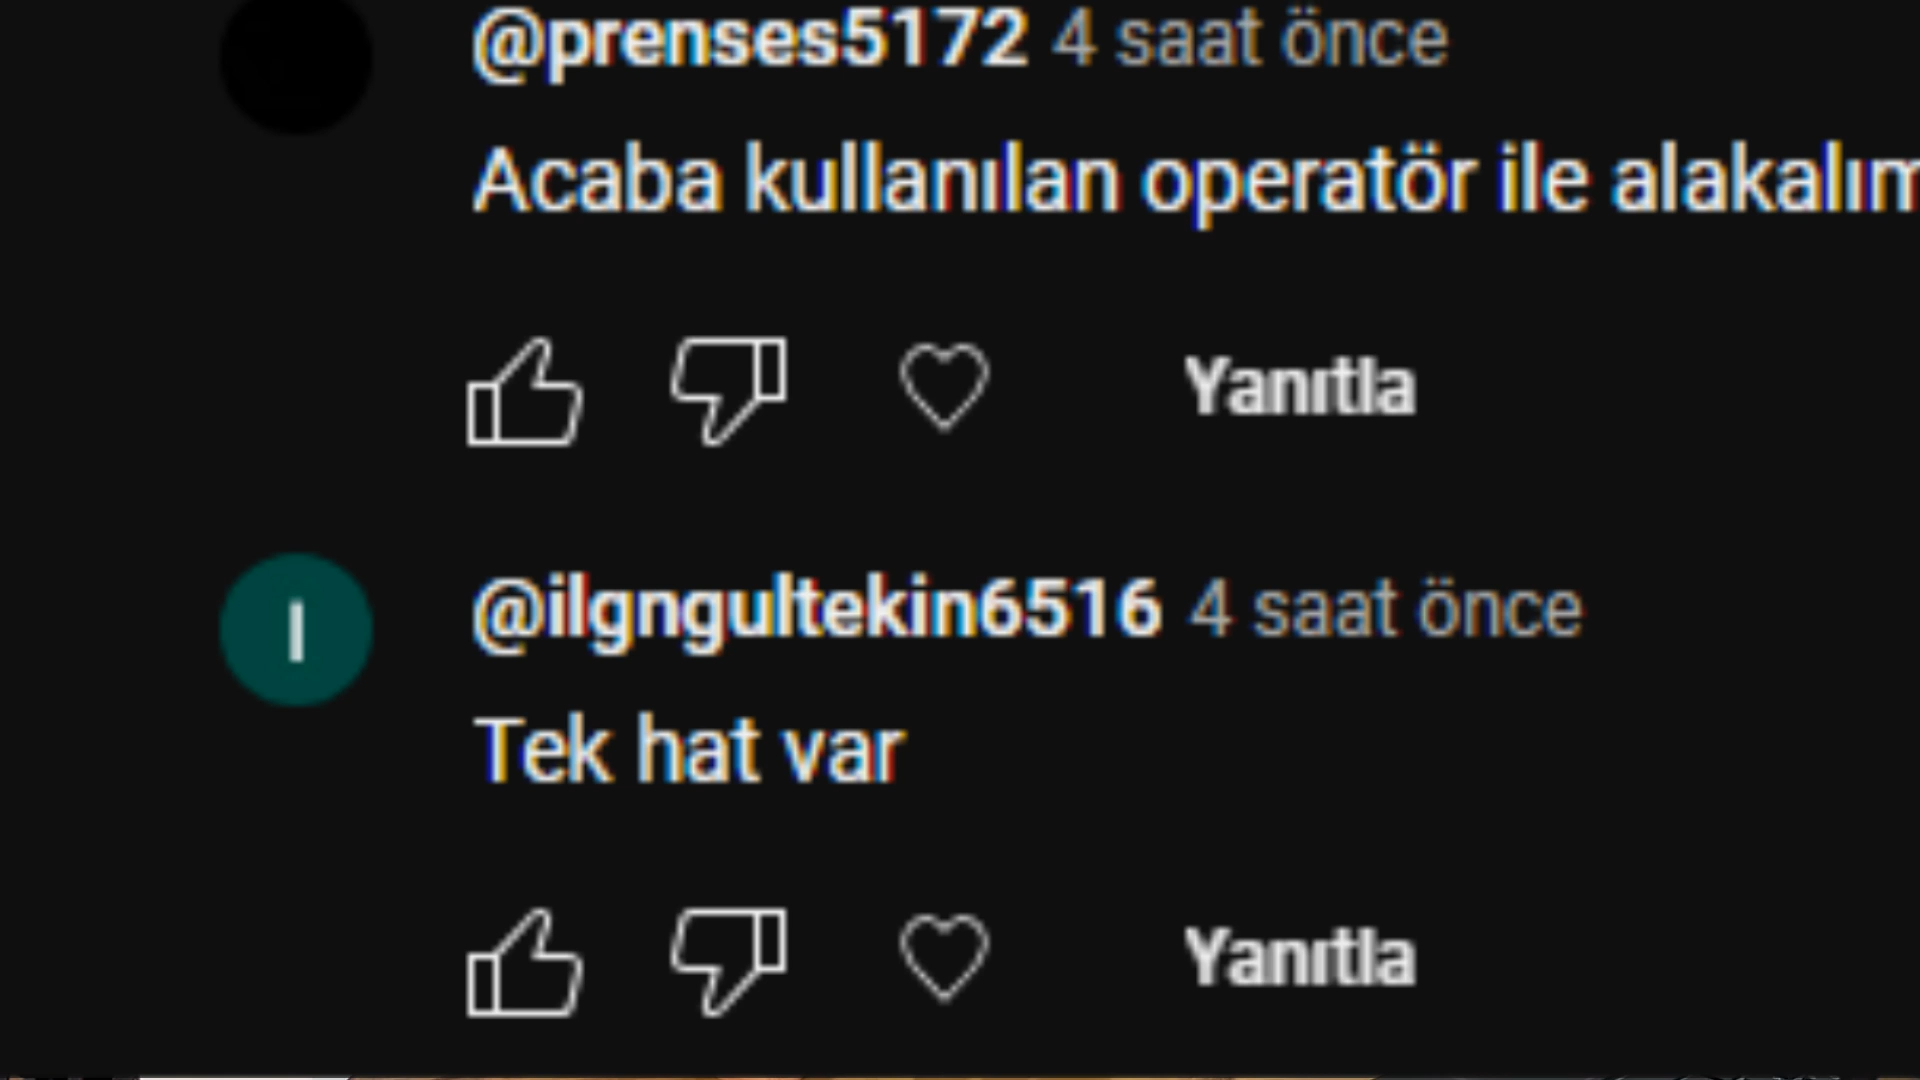 @prenses5172 4 saat önce
Acaba kullanılan operatör ile alakalım
Yanıtla
I
@ilgngultekin6516 4 saat önce
Tek hat var
Yanıtla